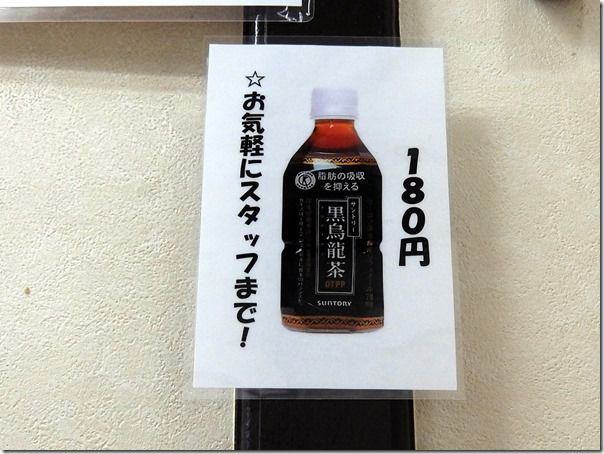 180円
脂肪の吸収
を抑える
サントリー
黒烏龍茶
OTPP
SUNTORY
☆お気軽にスタッフまで!